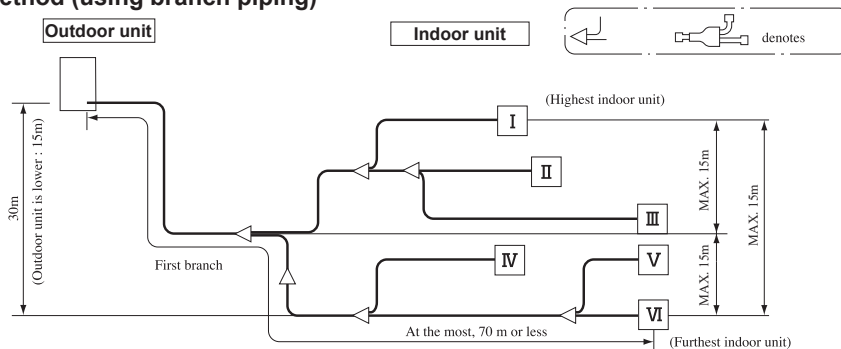 ethod (using branch piping)
Outdoor unit
Indoor unit
denotes
(Highest indoor unit)
I
II
III
IV
V
VI
30m
(Outdoor unit is lower : 15m)
First branch
At the most, 70 m or less
(Furthest indoor unit)
MAX. 15m
MAX. 15m
MAX. 15m